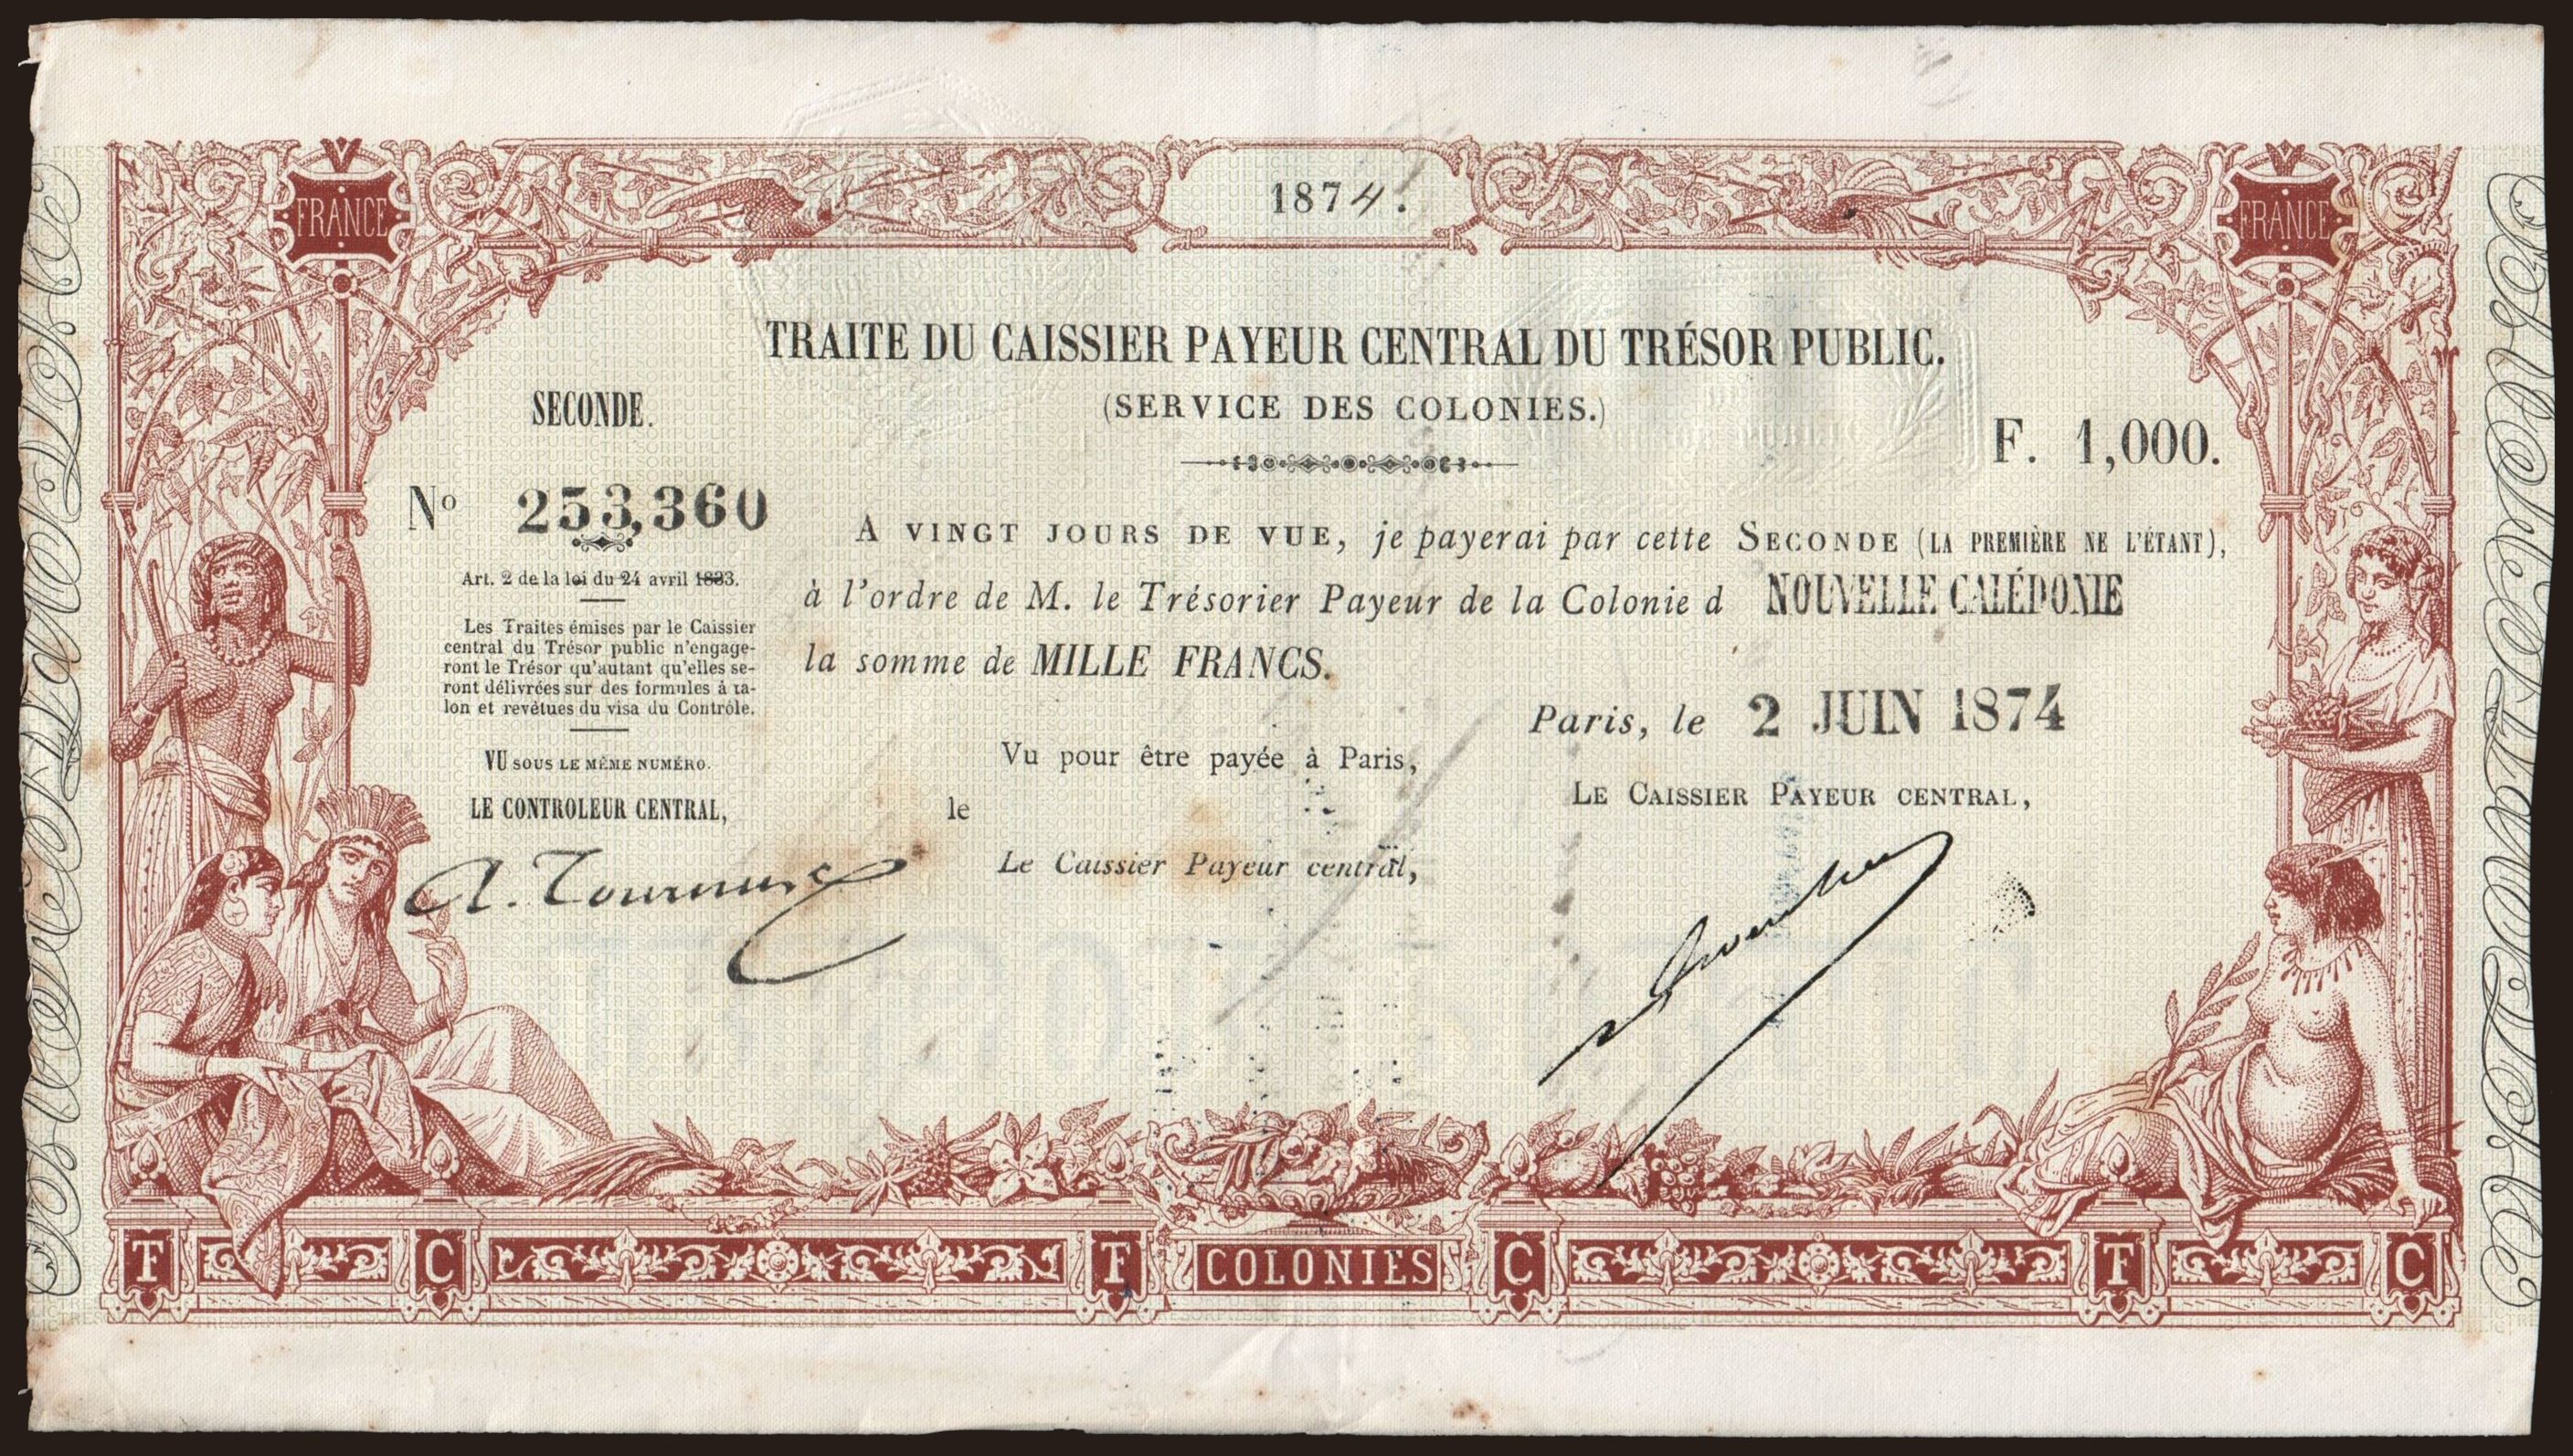 FRANCE
FRANCE
1874.
TRAITE DU CAISSIER PAYEUR CENTRAL DU TRÉSOR PUBLIC.
(SERVICE DES COLONIES.)
SECONDE.
F. 1,000.
Nº 253,360
A VINGT JOURS DE VUE, je payerai par cette SECONDE (LA PREMIÈRE NE L'ÉTANT),
à l'ordre de M. le Trésorier Payeur de la Colonie d NOUVELLE CALÉDONIE
la somme de MILLE FRANCS.
Art. 2 de la loi du 24 avril 1833.
Les Traites émises par le Caissier
central du Trésor public n'engage-
ront le Trésor qu'autant qu'elles se-
ront délivrées sur des formules à ta-
lon et revêtues du visa du Contrôle.
Paris, le 2 JUIN 1874
VU SOUS LE MÊME NUMÉRO.
LE CONTROLEUR CENTRAL,
Vu pour être payée à Paris,
le
Le Caissier Payeur central,
LE CAISSIER PAYEUR CENTRAL,
T C F COLONIES C T C